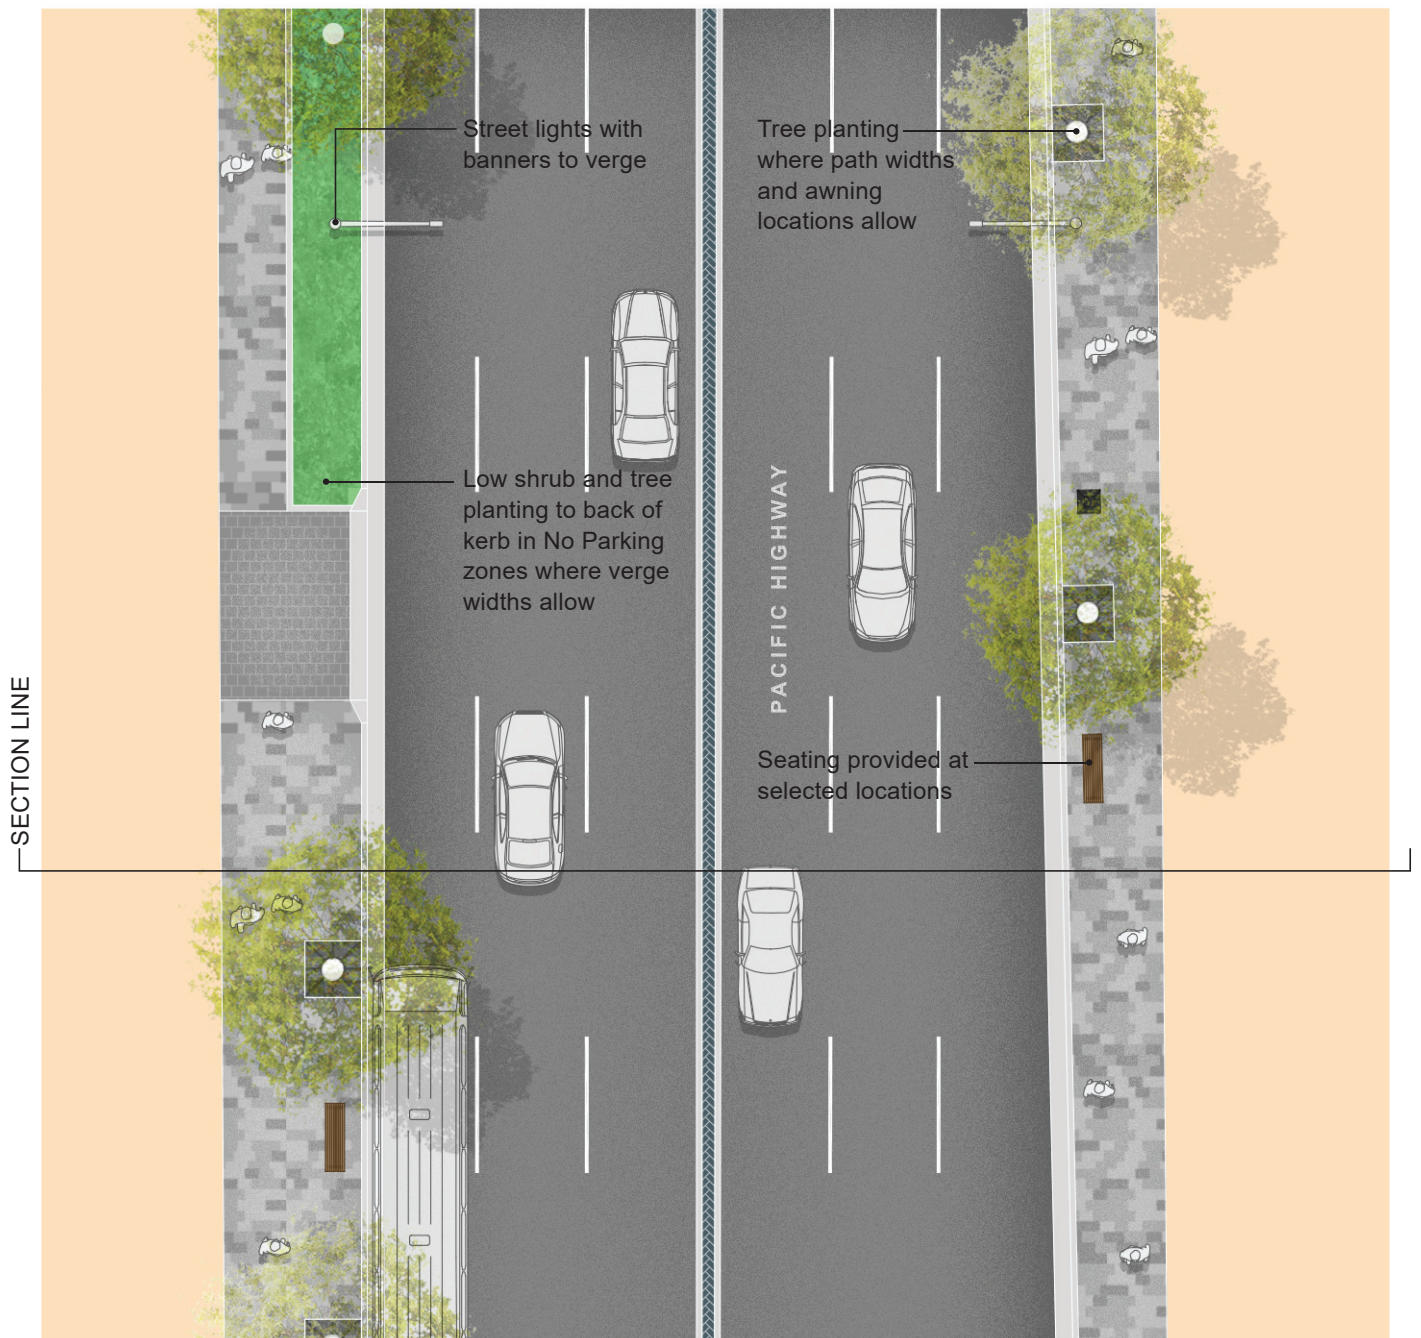 Street lights with
banners to verge
Tree planting
where path widths
and awning
locations allow
Low shrub and tree
planting to back of
kerb in No Parking
zones where verge
widths allow
PACIFIC HIGHWAY
SECTION LINE
Seating provided at
selected locations